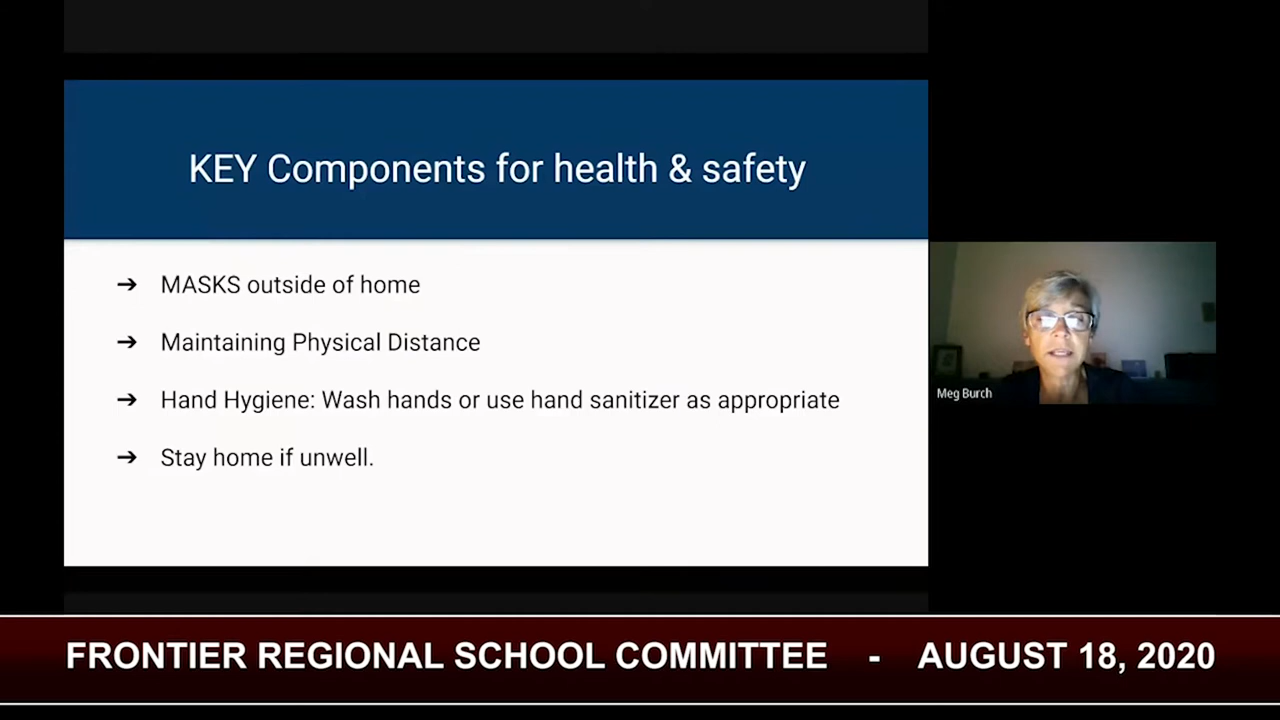 KEY Components for health & safety
➔ MASKS outside of home
➔ Maintaining Physical Distance
➔ Hand Hygiene: Wash hands or use hand sanitizer as appropriate
➔ Stay home if unwell.
Meg Burch
FRONTIER REGIONAL SCHOOL COMMITTEE - AUGUST 18, 2020